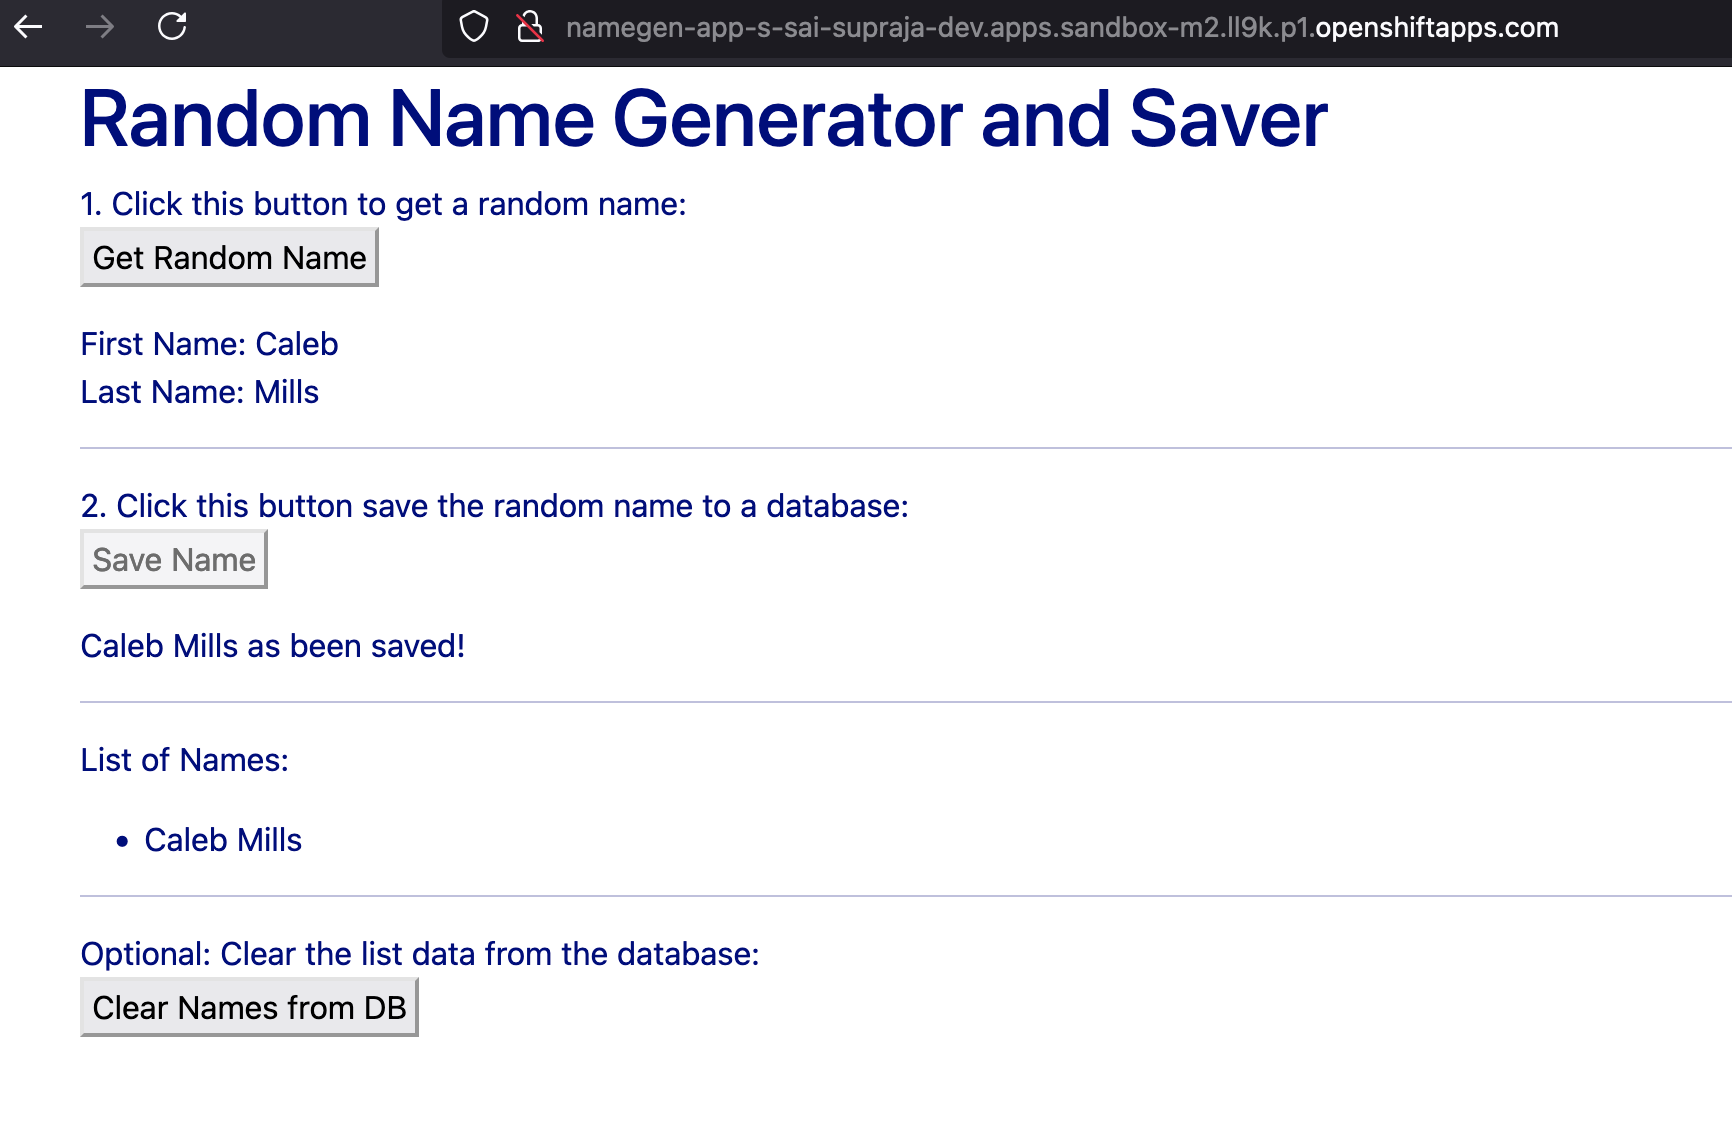 namegen-app-s-sai-supraja-dev.apps.sandbox-m2.ll9k.p1.openshiftapps.com
Random Name Generator and Saver
1. Click this button to get a random name:
Get Random Name
First Name: Caleb
Last Name: Mills
2. Click this button save the random name to a database:
Save Name
Caleb Mills as been saved!
List of Names:
• Caleb Mills
Optional: Clear the list data from the database:
Clear Names from DB